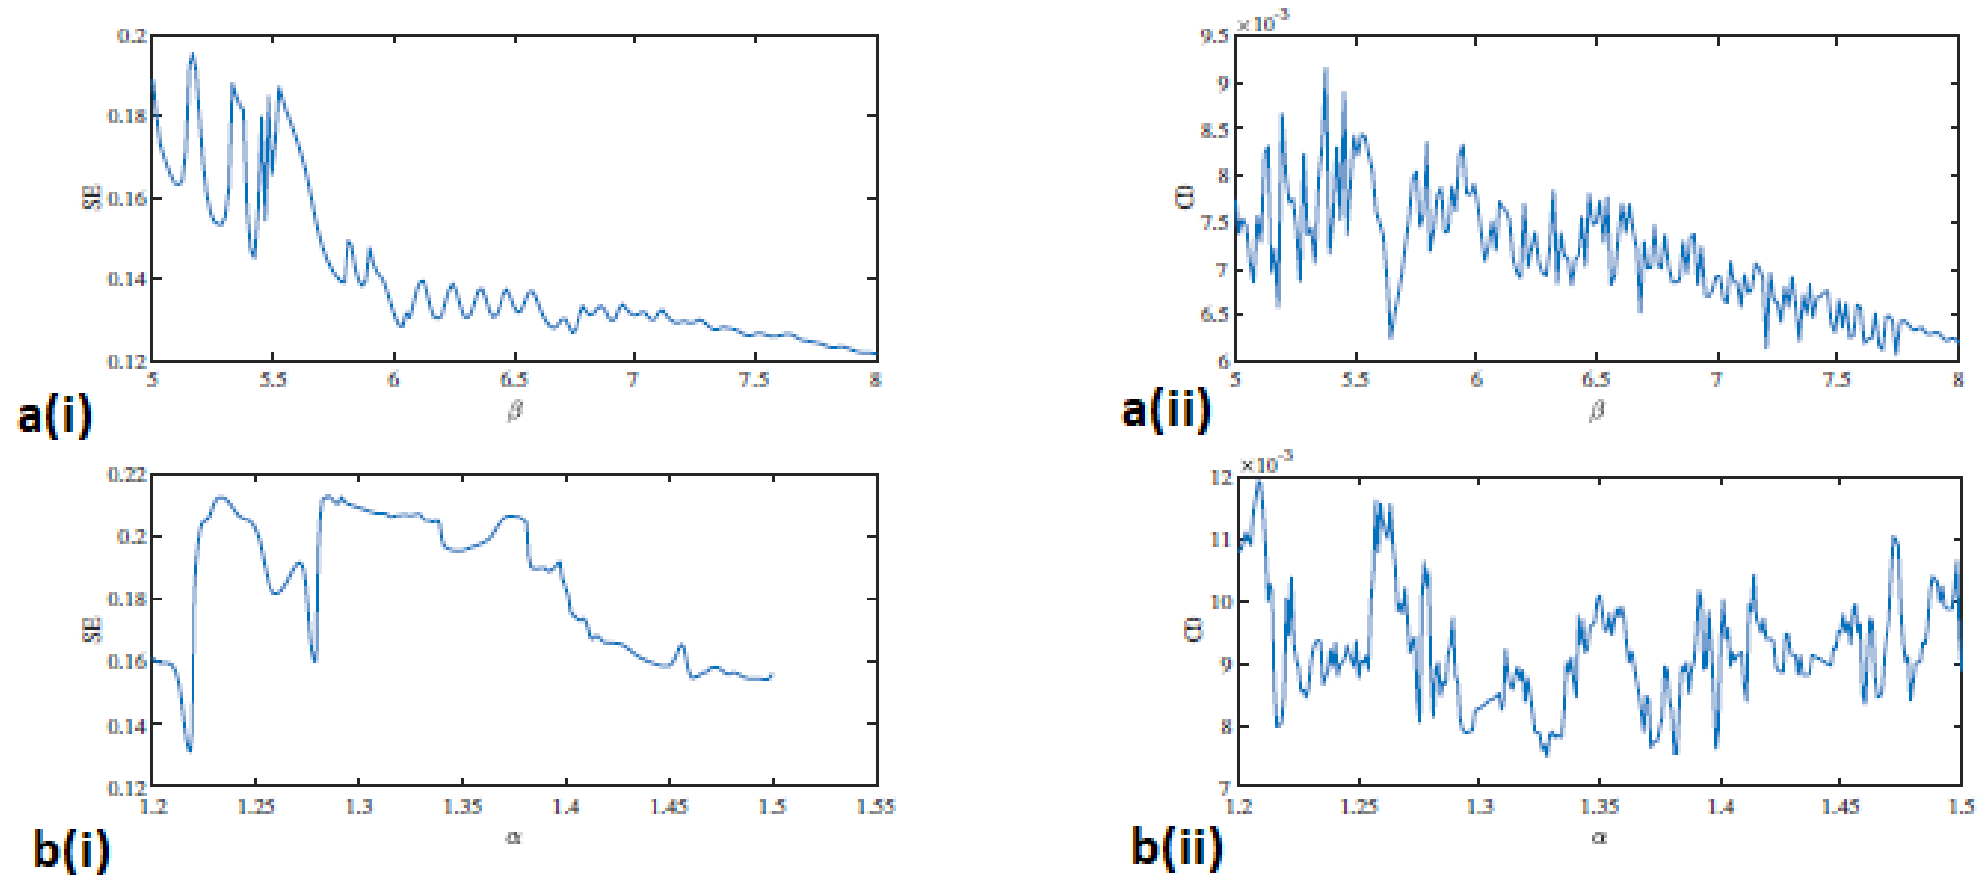 0.2
0.18
0.16
0.14
0.12
SE
5 5.5 6 6.5 7 7.5 8
β
a(i)
×10⁻³
9.5
9
8.5
8
7.5
7
6.5
6
CD
5 5.5 6 6.5 7 7.5 8
β
a(ii)
0.22
0.2
0.18
0.16
0.14
0.12
SE
1.2 1.25 1.3 1.35 1.4 1.45 1.5 1.55
α
b(i)
×10⁻³
12
11
10
9
8
7
CD
1.2 1.25 1.3 1.35 1.4 1.45 1.5
α
b(ii)